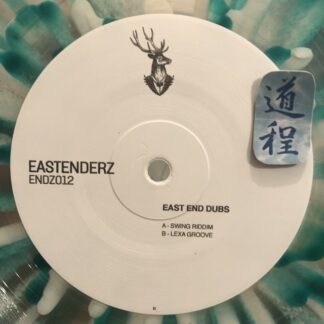 道
程
EASTENDERZ
ENDZ012
EAST END DUBS
A - SWING RIDDIM
B - LEXA GROOVE